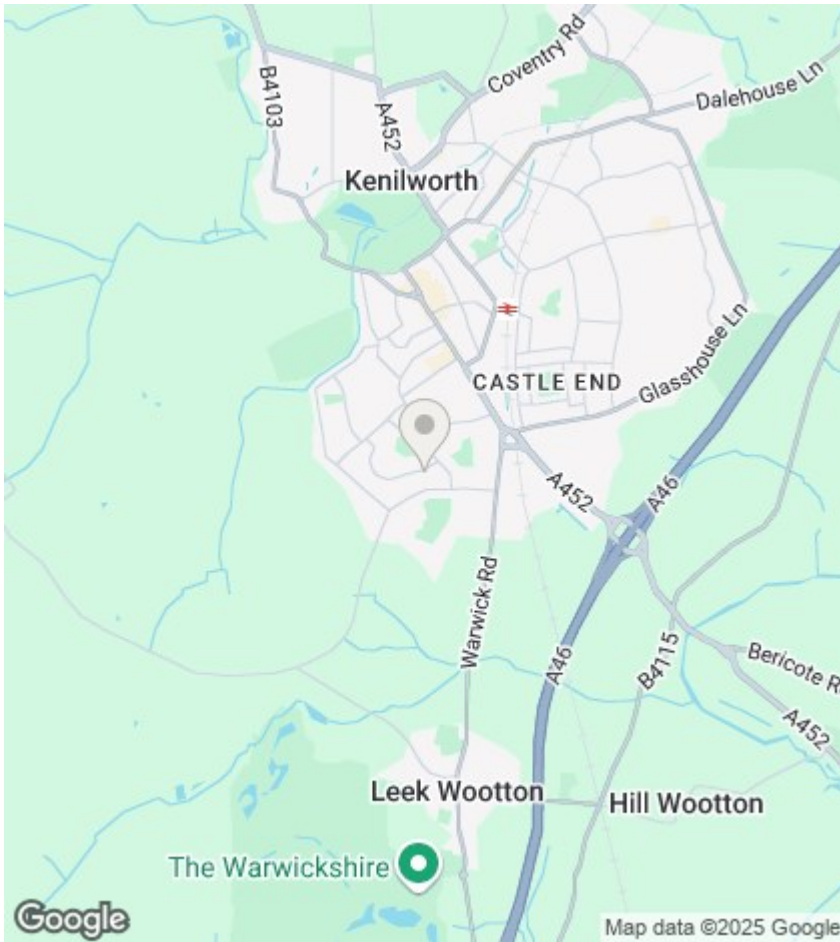 Coventry Rd
Dalehouse Ln
B4103
A452
Kenilworth
Glasshouse Ln
CASTLE END
A452
A46
Warwick Rd
A46
B4115
Bericote R
A452
Leek Wootton
Hill Wootton
The Warwickshire
Google
Map data ©2025 Google